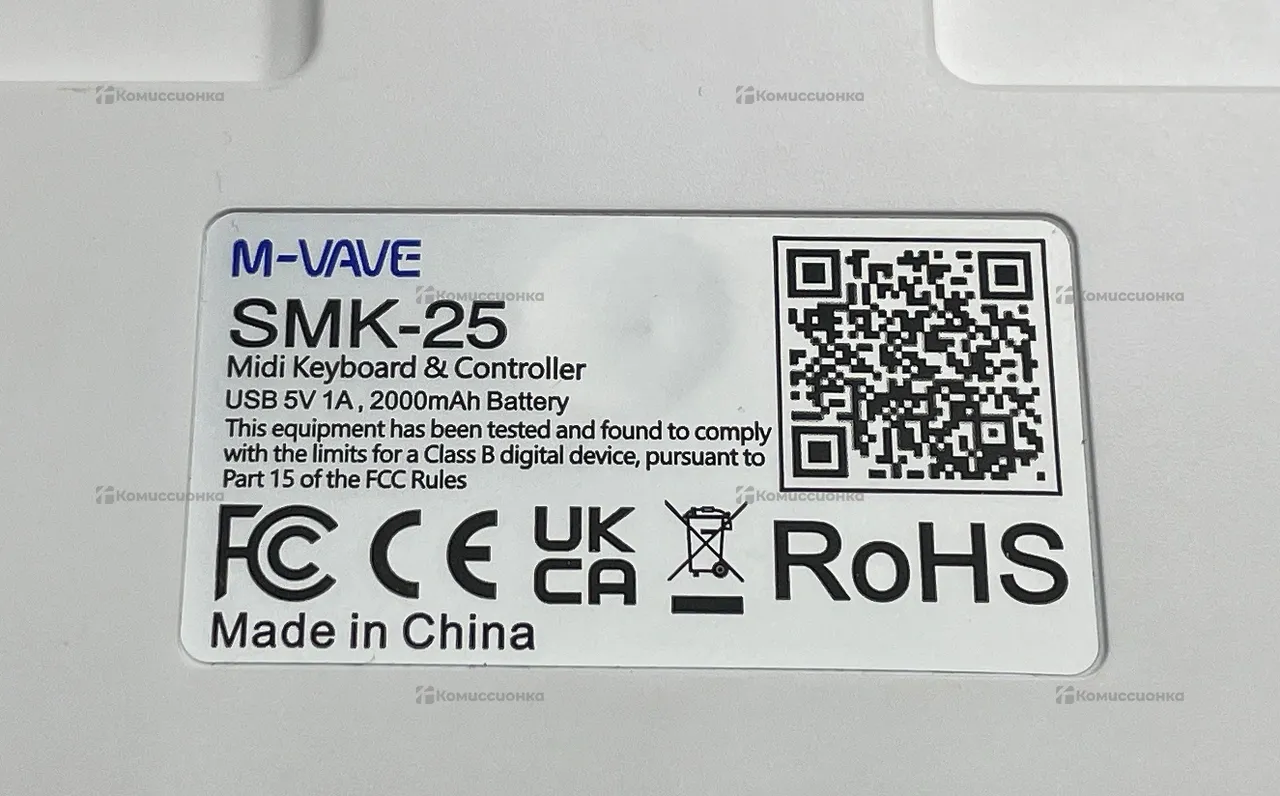 M-VAVE
SMK-25
Midi Keyboard & Controller
USB 5V 1A , 2000mAh Battery
This equipment has been tested and found to comply
with the limits for a Class B digital device, pursuant to
Part 15 of the FCC Rules
FC CE UK CA RoHS
Made in China
Комиссионка
Комиссионка
Комиссионка
Комиссионка
Комиссионка
Комиссионка
Комиссионка
Комиссионка